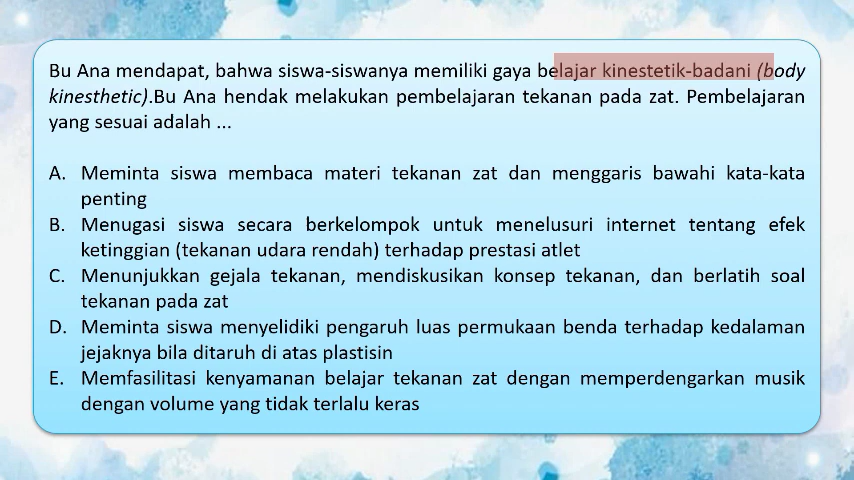 Bu Ana mendapat, bahwa siswa-siswanya memiliki gaya belajar kinestetik-badani (body
kinesthetic).Bu Ana hendak melakukan pembelajaran tekanan pada zat. Pembelajaran
yang sesuai adalah ...
A. Meminta siswa membaca materi tekanan zat dan menggaris bawahi kata-kata
penting
B. Menugasi siswa secara berkelompok untuk menelusuri internet tentang efek
ketinggian (tekanan udara rendah) terhadap prestasi atlet
C. Menunjukkan gejala tekanan, mendiskusikan konsep tekanan, dan berlatih soal
tekanan pada zat
D. Meminta siswa menyelidiki pengaruh luas permukaan benda terhadap kedalaman
jejaknya bila ditaruh di atas plastisin
E. Memfasilitasi kenyamanan belajar tekanan zat dengan memperdengarkan musik
dengan volume yang tidak terlalu keras